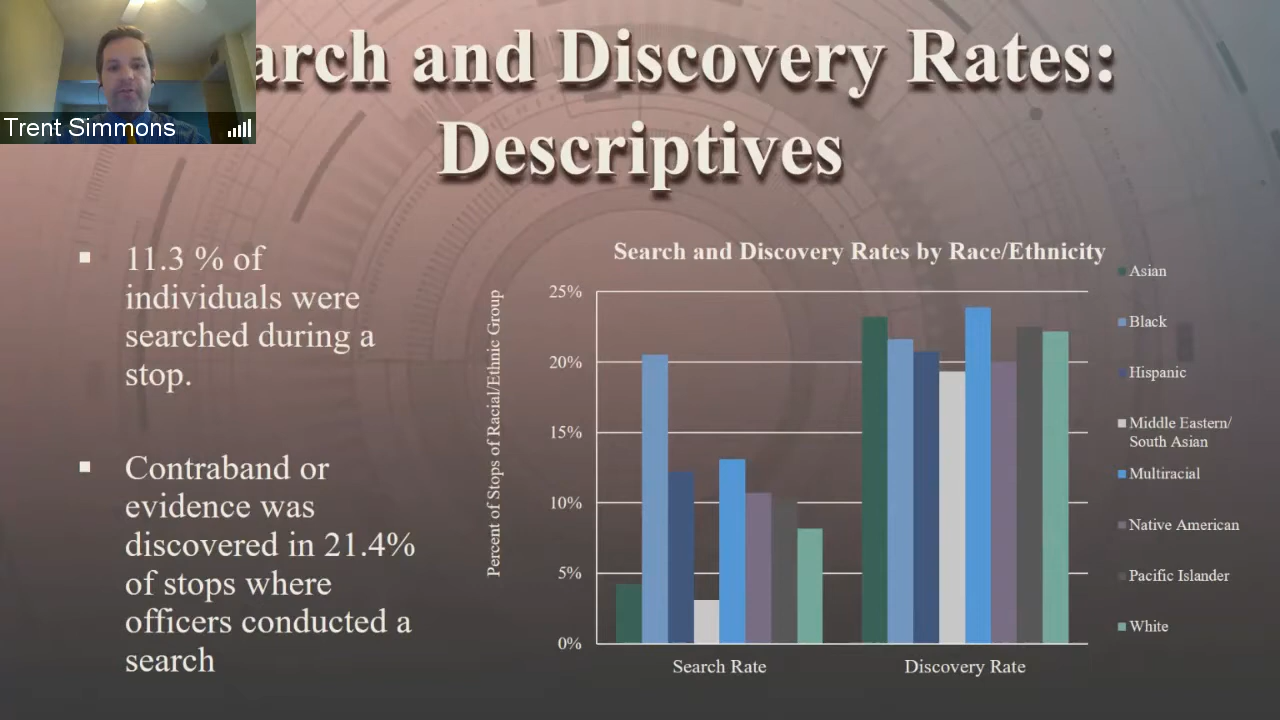 arch and Discovery Rates:
Descriptives
Trent Simmons
11.3 % of
individuals were
searched during a
stop.
Contraband or
evidence was
discovered in 21.4%
of stops where
officers conducted a
search
Search and Discovery Rates by Race/Ethnicity
Percent of Stops of Racial/Ethnic Group
25%
20%
15%
10%
5%
0%
Search Rate
Discovery Rate
Asian
Black
Hispanic
Middle Eastern/
South Asian
Multiracial
Native American
Pacific Islander
White